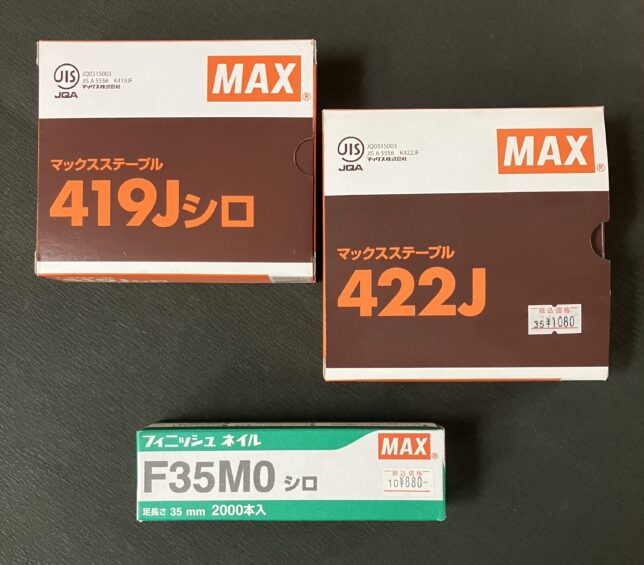 JIS
JQA
JQ0315003
JIS A 5556 K419JF
マックス株式会社
MAX®
マックスステープル
419Jシロ
JIS
JQA
JQ0315003
JIS A 5556 K422JF
マックス株式会社
MAX®
マックスステープル
422J
税込価格
35 ¥1080
フィニッシュ ネイル
MAX
F35M0 シロ
税込価格
10 ¥880-
足長さ 35 mm 2000本入